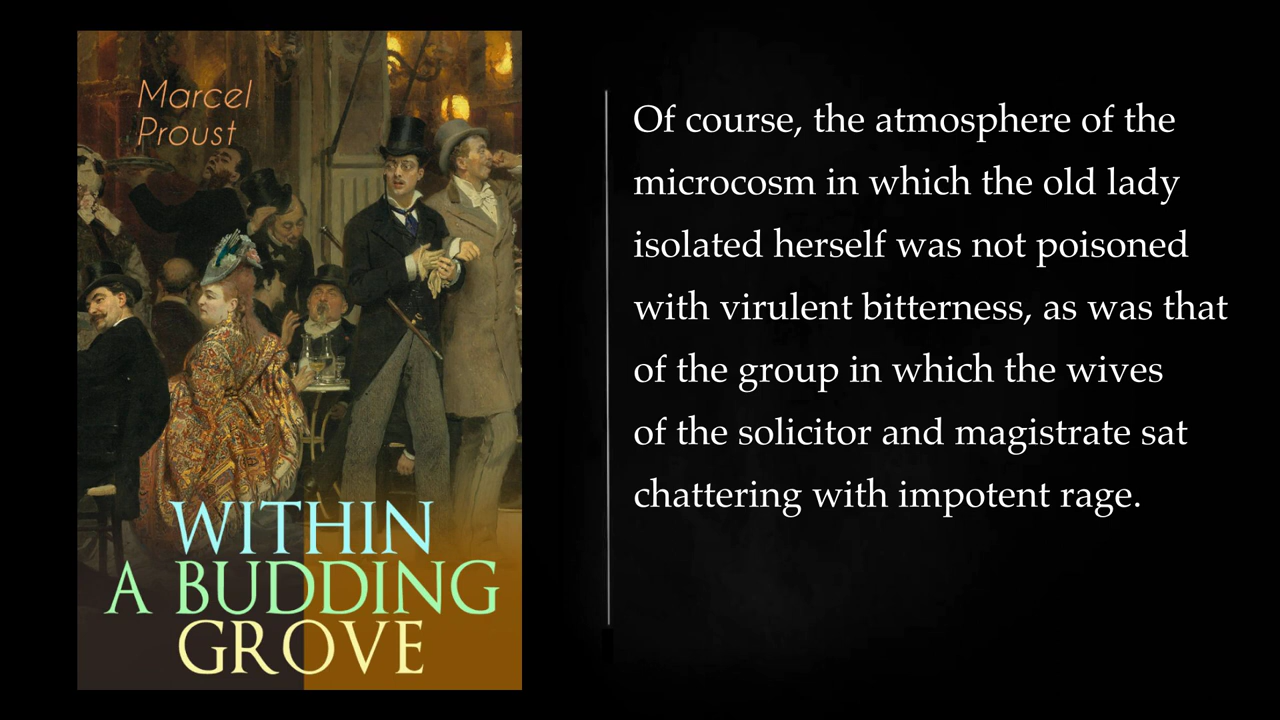 Marcel
Proust
WITHIN
A BUDDING
GROVE
Of course, the atmosphere of the
microcosm in which the old lady
isolated herself was not poisoned
with virulent bitterness, as was that
of the group in which the wives
of the solicitor and magistrate sat
chattering with impotent rage.